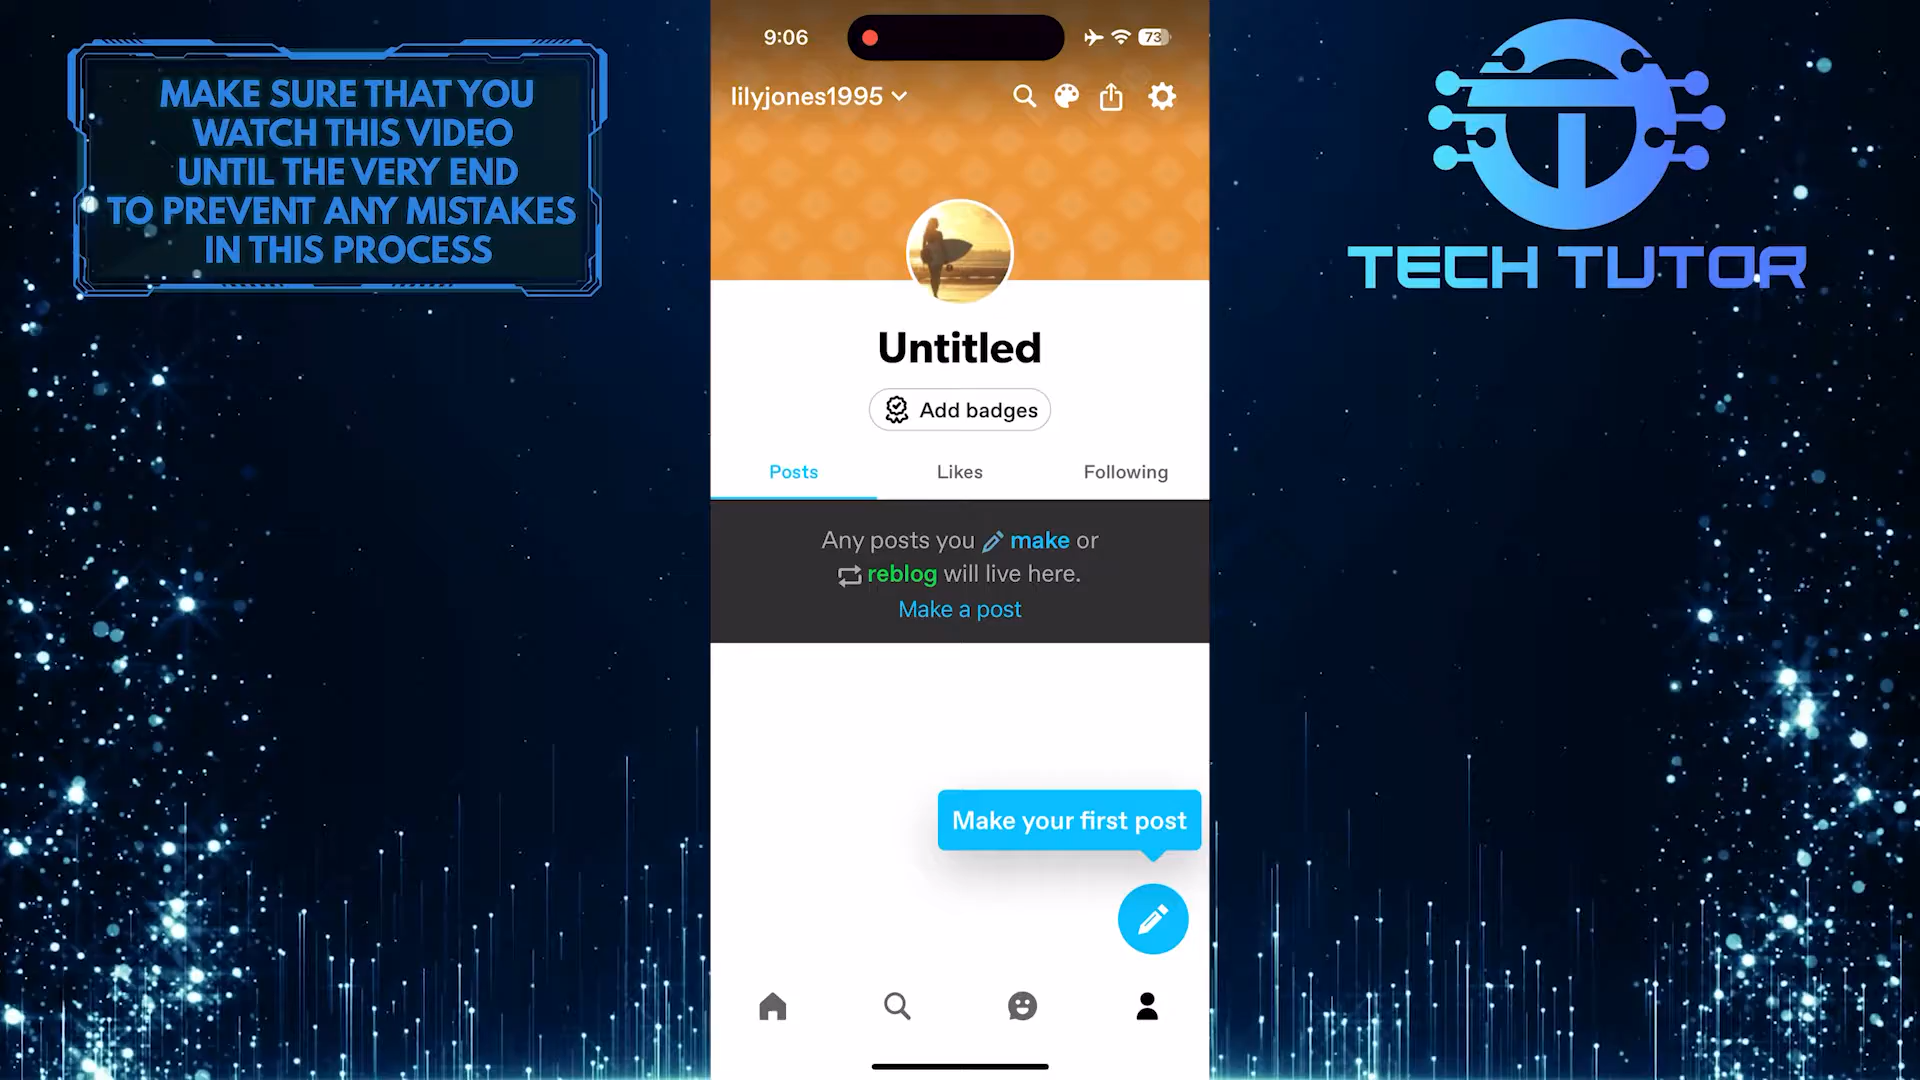 MAKE SURE THAT YOU
WATCH THIS VIDEO
UNTIL THE VERY END
TO PREVENT ANY MISTAKES
IN THIS PROCESS
9:06
73
lilyjones1995
Untitled
Add badges
Posts
Likes
Following
Any posts you make or
reblog will live here.
Make a post
Make your first post
TECH TUTOR